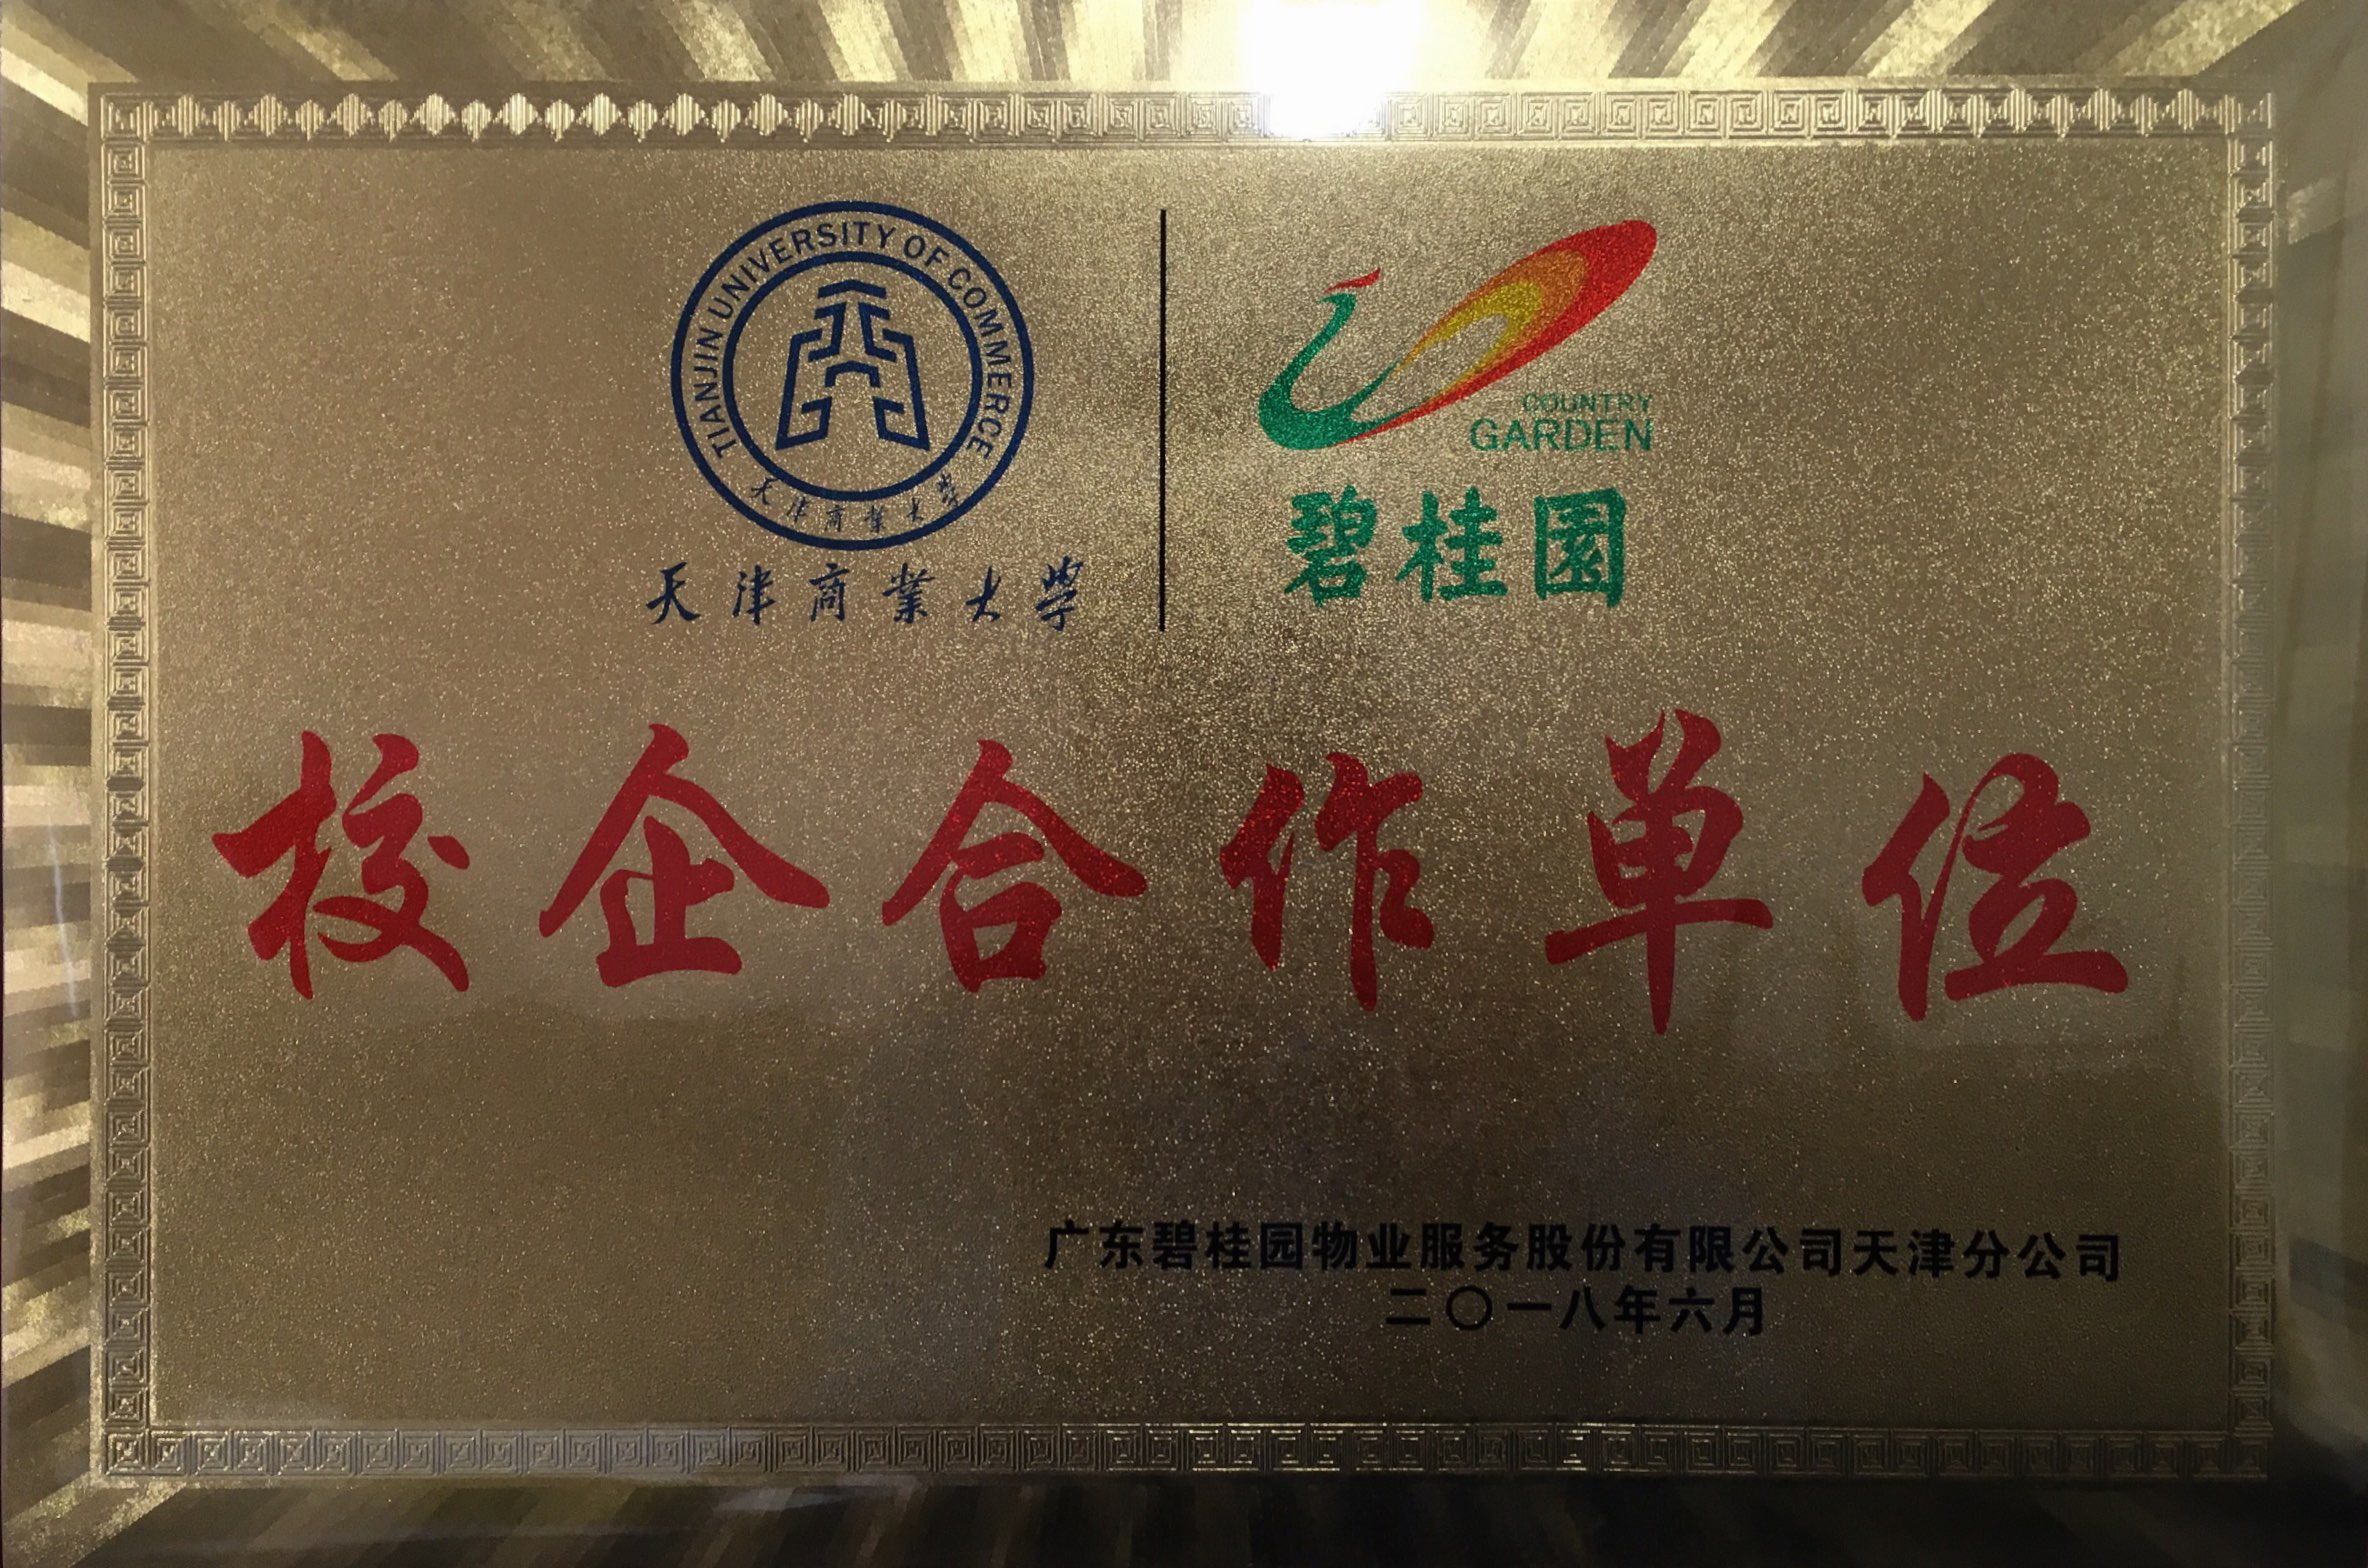 TIANJIN UNIVERSITY OF COMMERCE
天津商業大学
天津商業大学
COUNTRY
GARDEN
碧桂園
校企合作单位
广东碧桂园物业服务股份有限公司天津分公司
二〇一八年六月